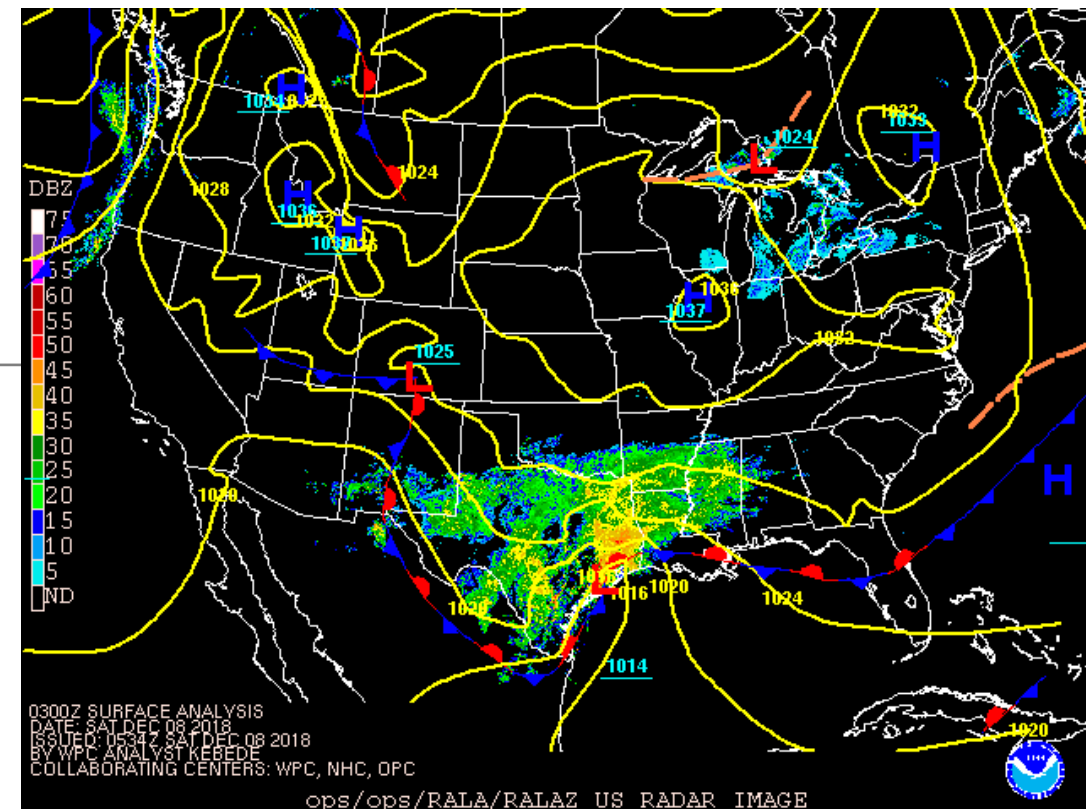 1032
1033
H
1031
H
1024
L
H
1028
1024
DBZ
75
70
65
60
55
50
45
40
35
30
25
20
15
10
5
ND
H
H
H
1036
1037
1032
1025
L
H
1020
1016
1016
L
1020
1024
1028
1014
1020
0300Z SURFACE ANALYSIS
DATE: SAT DEC 08 2018
ISSUED: 0534Z SAT DEC 08 2018
BY WPC ANALYST KEBEDE
COLLABORATING CENTERS: WPC, NHC, OPC
ops/ops/RALA/RALAZ US RADAR IMAGE